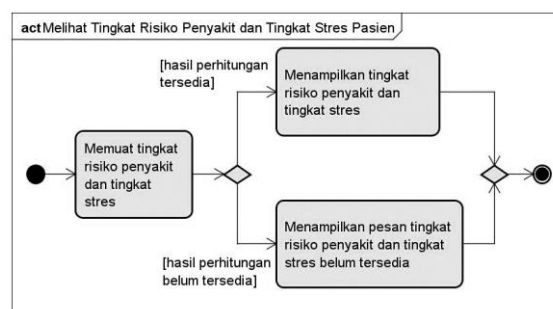 act Melihat Tingkat Risiko Penyakit dan Tingkat Stres Pasien
[hasil perhitungan
tersedia]
Menampilkan tingkat
risiko penyakit dan
tingkat stres
Memuat tingkat
risiko penyakit
dan tingkat
stres
Menampilkan pesan tingkat
risiko penyakit dan tingkat
stres belum tersedia
[hasil perhitungan
belum tersedia]